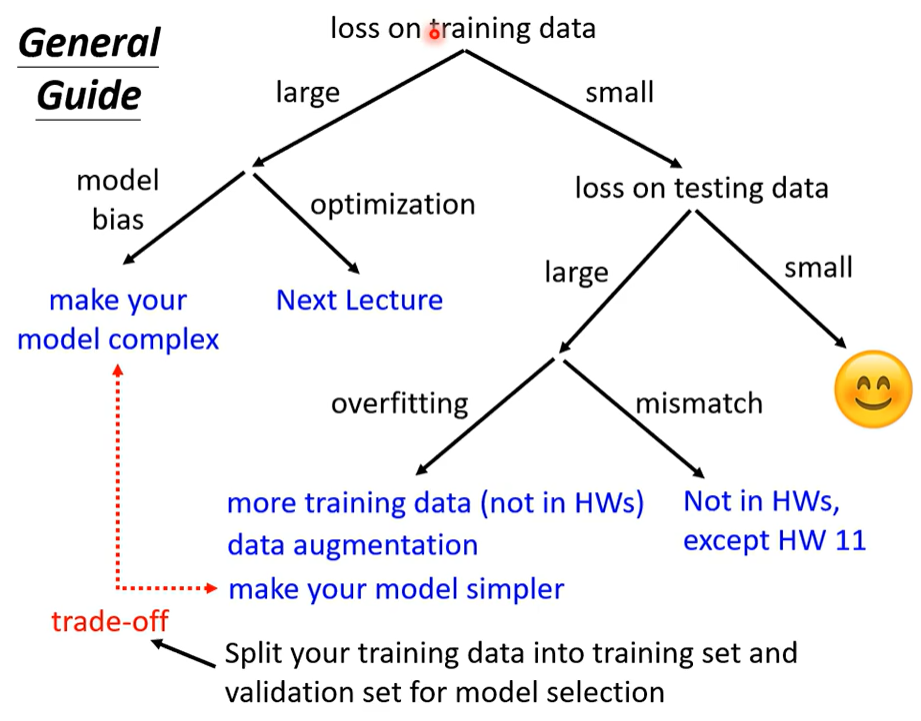 General
Guide
loss on training data
large
small
model
bias
optimization
loss on testing data
make your
model complex
Next Lecture
large
small
overfitting
mismatch
more training data (not in HWs)
data augmentation
make your model simpler
Not in HWs,
except HW 11
trade-off
Split your training data into training set and
validation set for model selection